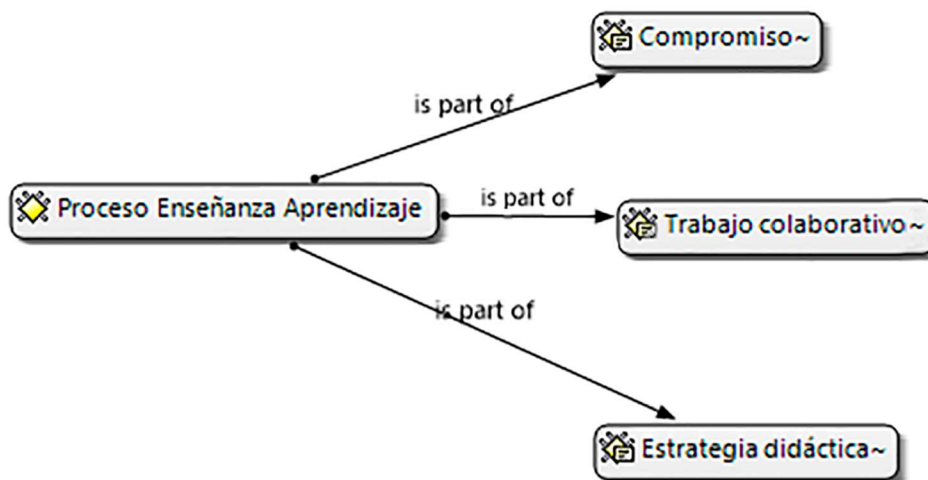 Compromiso~
is part of
Proceso Enseñanza Aprendizaje
is part of
Trabajo colaborativo~
is part of
Estrategia didáctica~